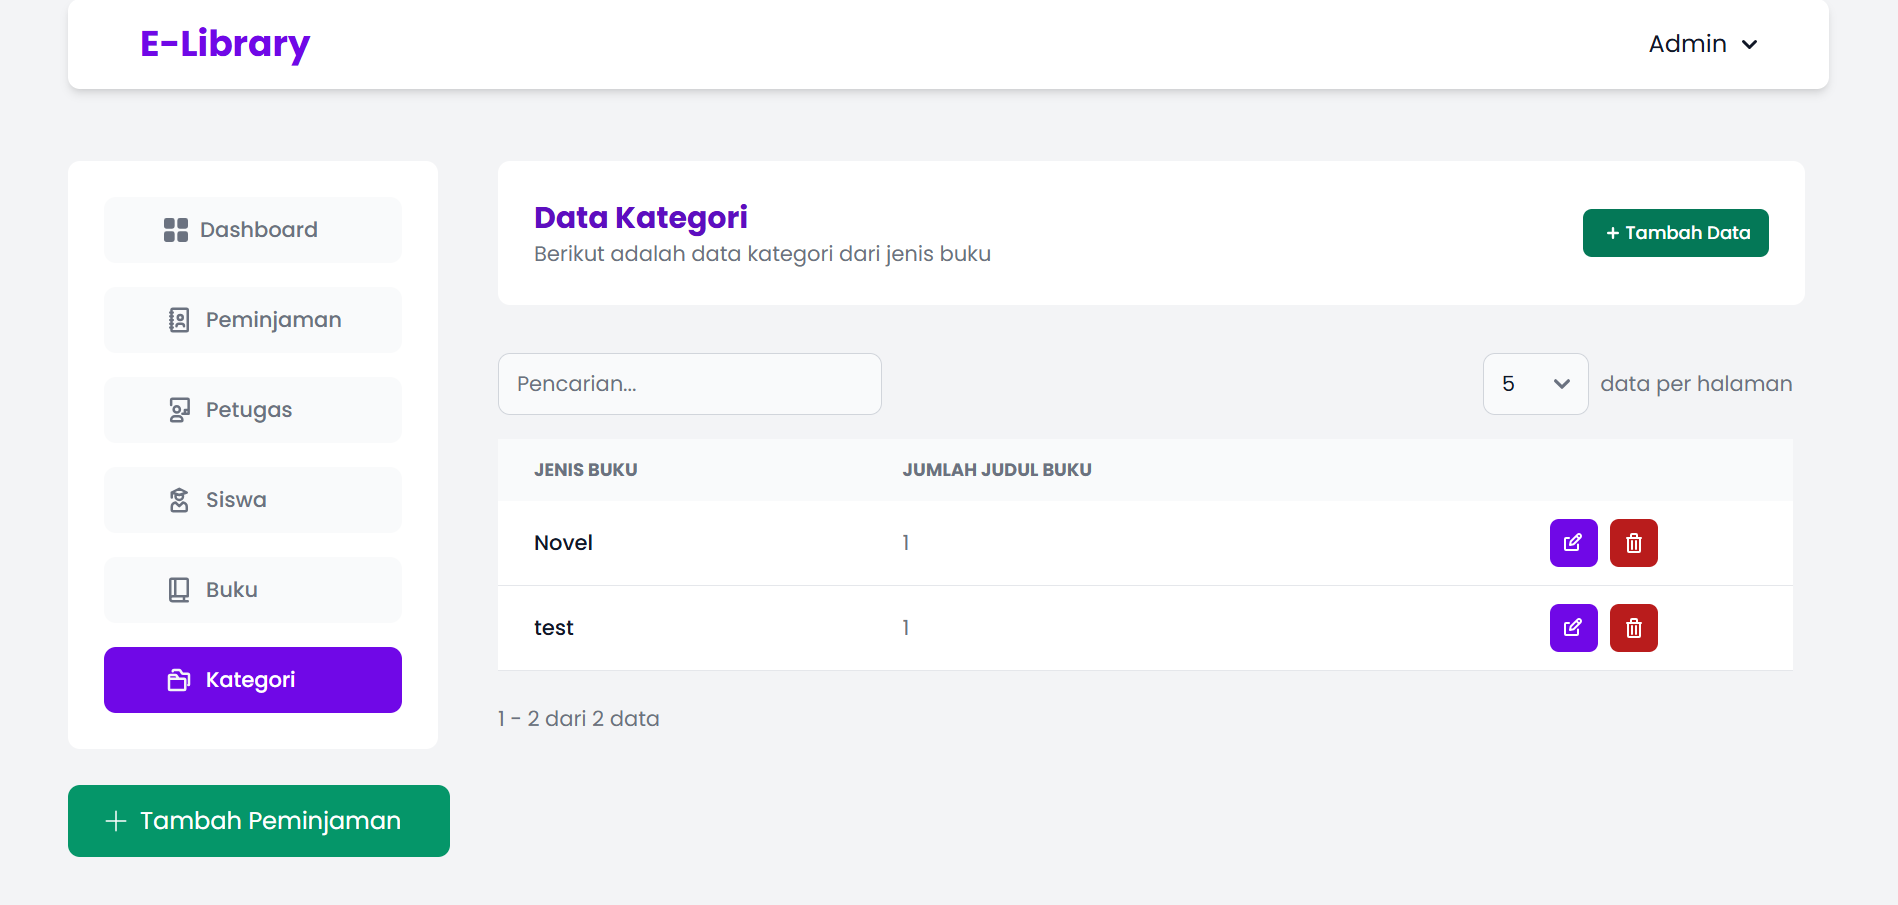 E-Library
Admin
Dashboard
Peminjaman
Petugas
Siswa
Buku
Kategori
+ Tambah Peminjaman
Data Kategori
Berikut adalah data kategori dari jenis buku
+ Tambah Data
Pencarian...
5 data per halaman
JENIS BUKU JUMLAH JUDUL BUKU
Novel 1
test 1
1 - 2 dari 2 data